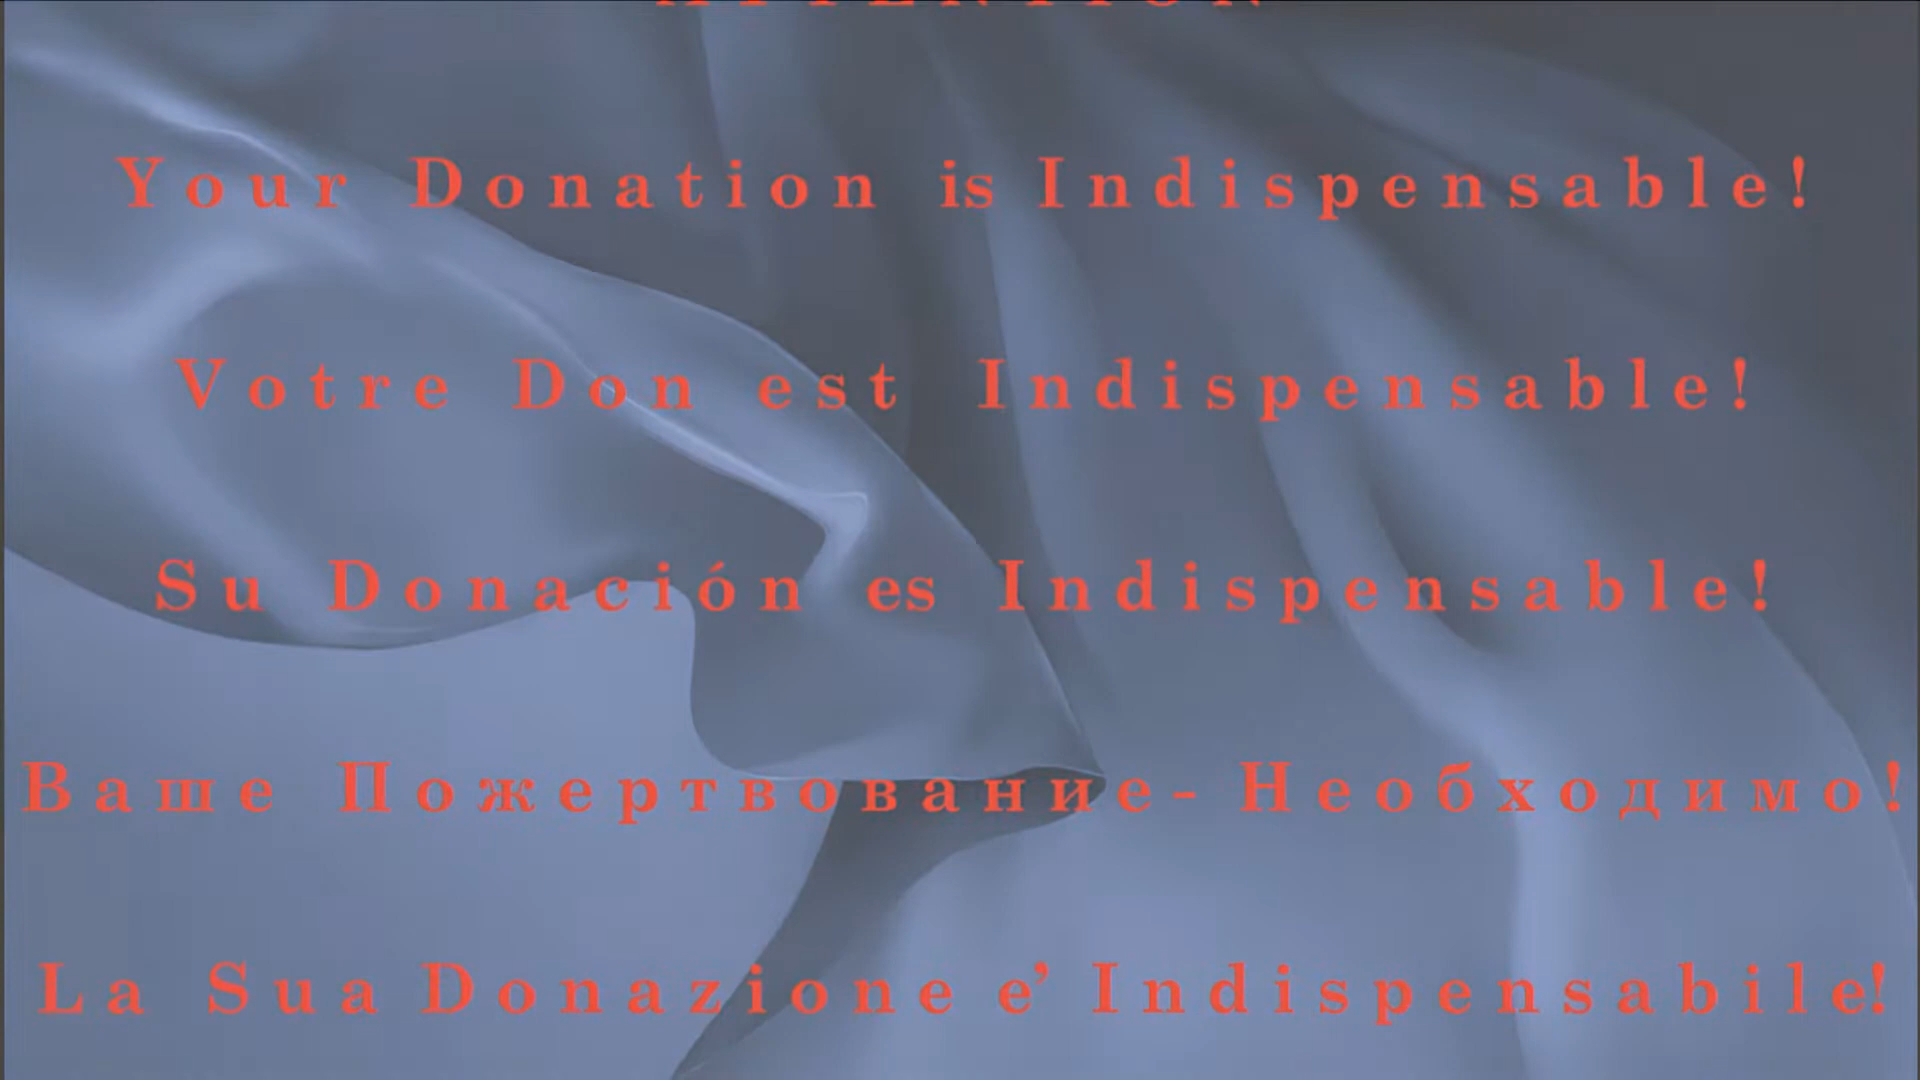 ATTENTION
Your Donation is Indispensable!
Votre Don est Indispensable!
Su Donación es Indispensable!
Ваше Пожертвование- Необходимо!
La Sua Donazione e’ Indispensabile!